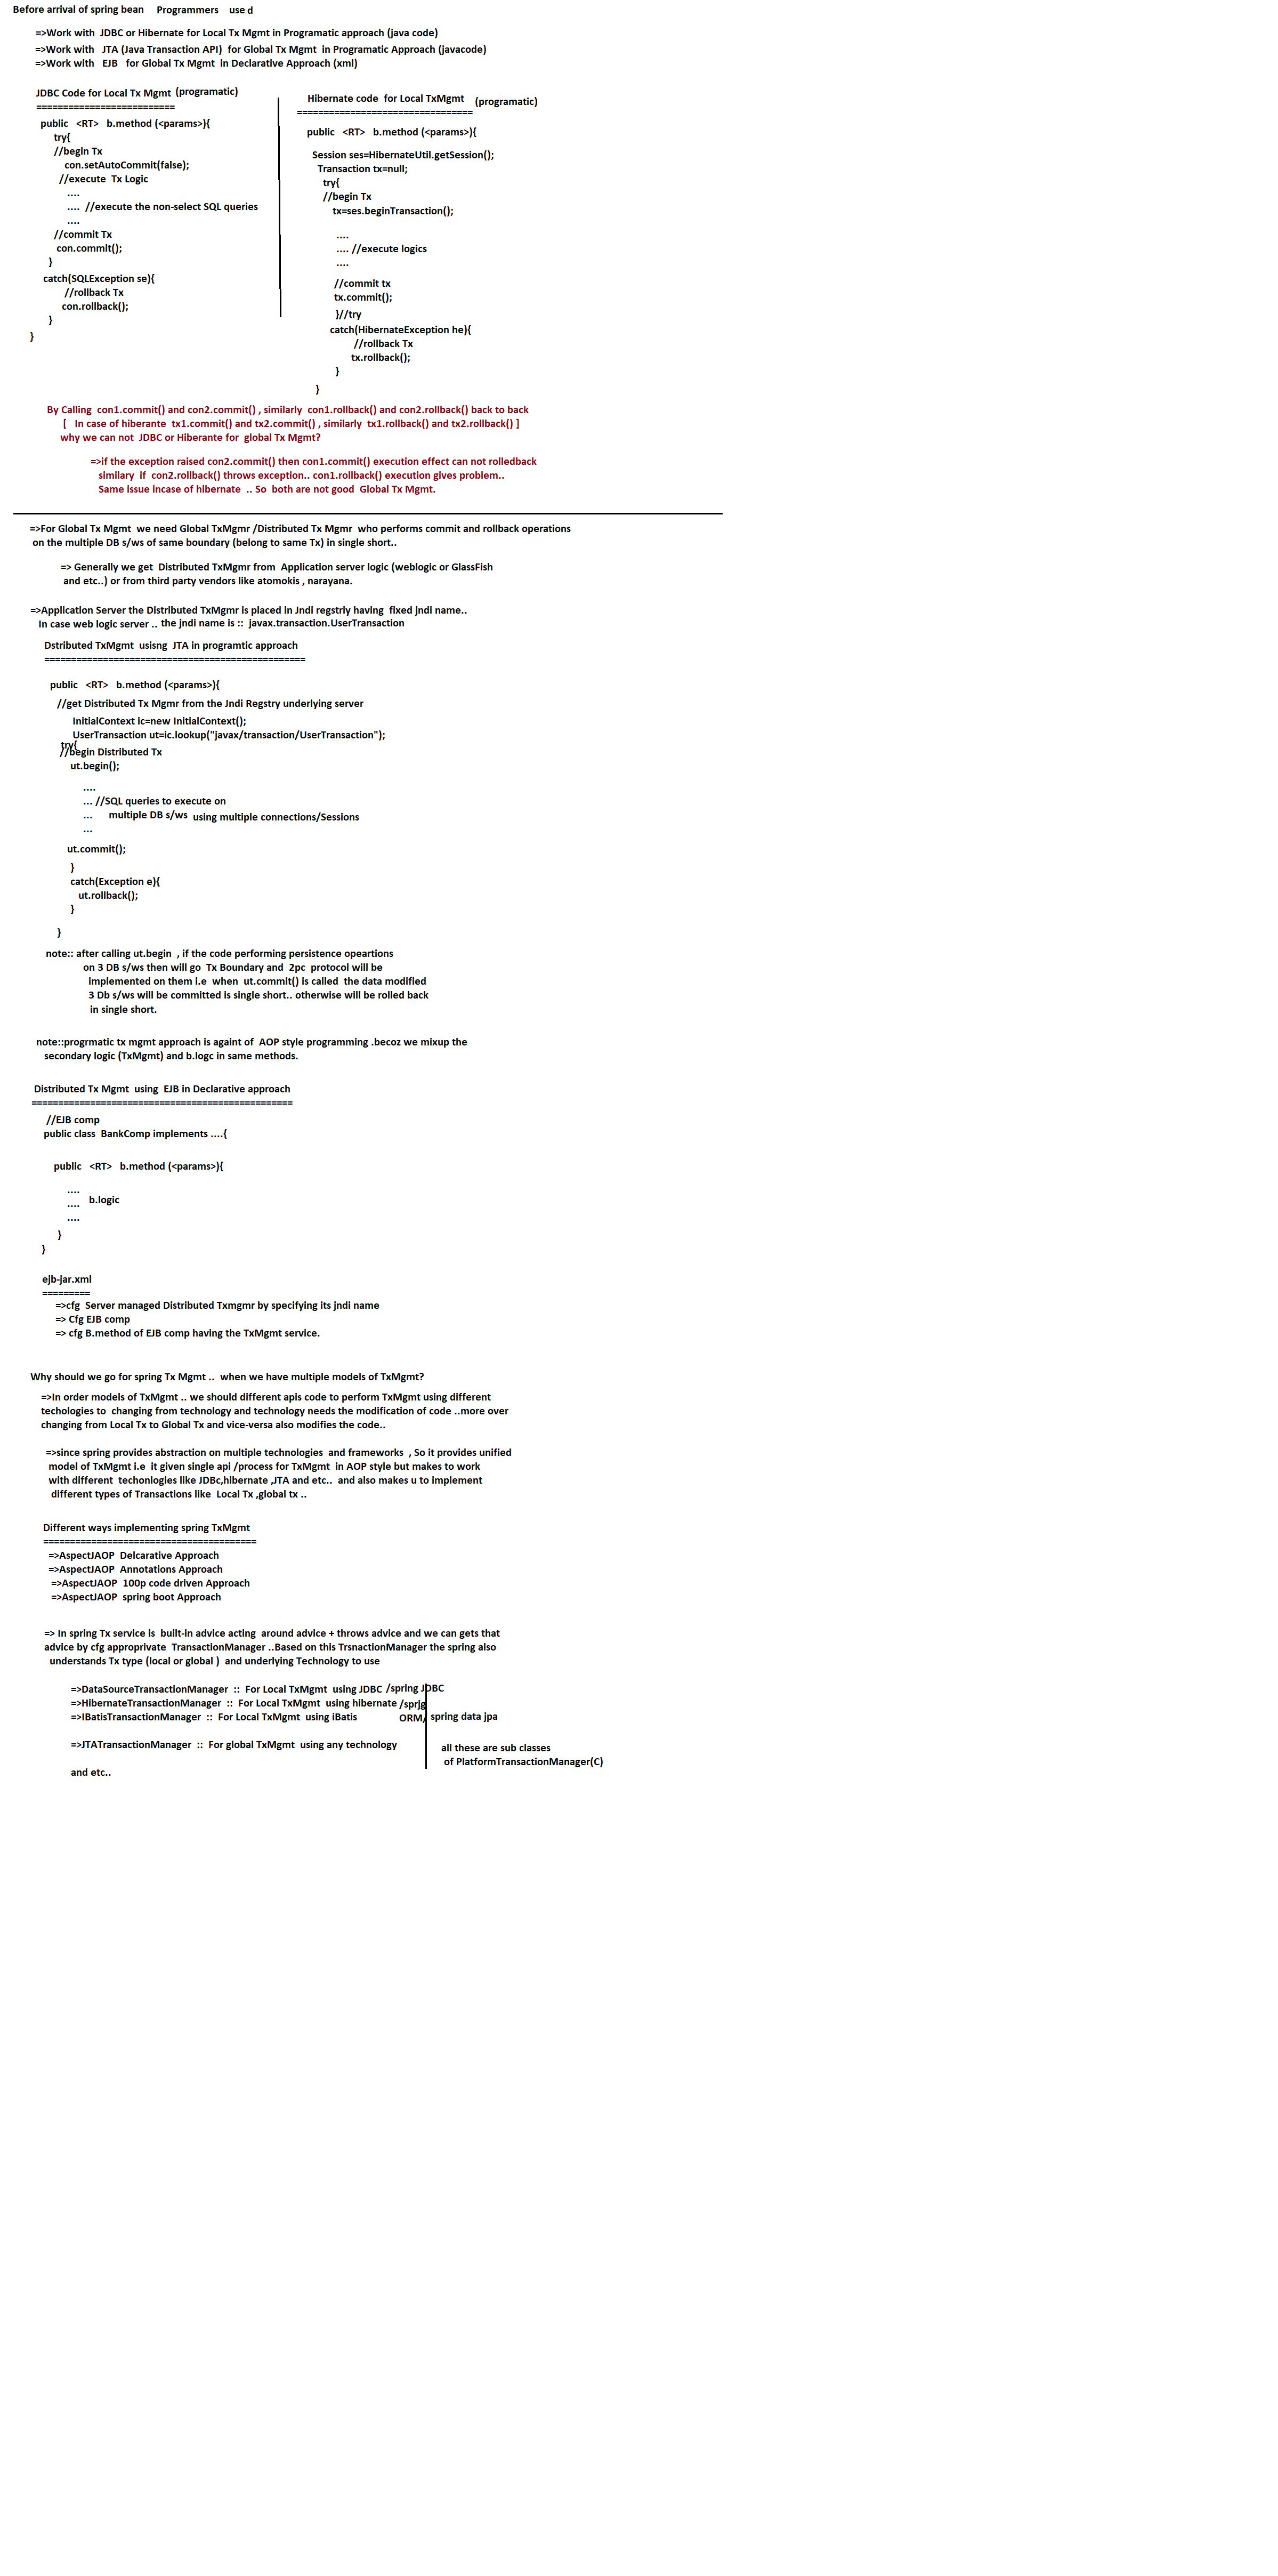 Before arrival of spring bean Programmers use d
=>Work with JDBC or Hibernate for Local Tx Mgmt in Programatic approach (java code)
=>Work with JTA (Java Transaction API) for Global Tx Mgmt in Programatic Approach (javacode)
=>Work with EJB for Global Tx Mgmt in Declarative Approach (xml)
JDBC Code for Local Tx Mgmt (programatic)
==========================
public <RT> b.method (<params>){
try{
//begin Tx
con.setAutoCommit(false);
//execute Tx Logic
....
.... //execute the non-select SQL queries
....
//commit Tx
con.commit();
}
catch(SQLException se){
//rollback Tx
con.rollback();
}
}
Hibernate code for Local TxMgmt (programatic)
=================================
public <RT> b.method (<params>){
Session ses=HibernateUtil.getSession();
Transaction tx=null;
try{
//begin Tx
tx=ses.beginTransaction();
....
.... //execute logics
....
//commit tx
tx.commit();
}//try
catch(HibernateException he){
//rollback Tx
tx.rollback();
}
}
By Calling con1.commit() and con2.commit() , similarly con1.rollback() and con2.rollback() back to back
[ In case of hiberante tx1.commit() and tx2.commit() , similarly tx1.rollback() and tx2.rollback() ]
why we can not JDBC or Hiberante for global Tx Mgmt?
=>if the exception raised con2.commit() then con1.commit() execution effect can not rolledback
similary if con2.rollback() throws exception.. con1.rollback() execution gives problem..
Same issue incase of hibernate .. So both are not good Global Tx Mgmt.
=>For Global Tx Mgmt we need Global TxMgmr /Distributed Tx Mgmr who performs commit and rollback operations
on the multiple DB s/ws of same boundary (belong to same Tx) in single short..
=> Generally we get Distributed TxMgmr from Application server logic (weblogic or GlassFish
and etc..) or from third party vendors like atomokis , narayana.
=>Application Server the Distributed TxMgmr is placed in Jndi regstriy having fixed jndi name..
In case web logic server .. the jndi name is :: javax.transaction.UserTransaction
Dstributed TxMgmt usisng JTA in programtic approach
=================================================
public <RT> b.method (<params>){
//get Distributed Tx Mgmr from the Jndi Regstry underlying server
InitialContext ic=new InitialContext();
UserTransaction ut=ic.lookup("javax/transaction/UserTransaction");
try{
//begin Distributed Tx
ut.begin();
....
... //SQL queries to execute on
... multiple DB s/ws using multiple connections/Sessions
...
ut.commit();
}
catch(Exception e){
ut.rollback();
}
}
note:: after calling ut.begin , if the code performing persistence opeartions
on 3 DB s/ws then will go Tx Boundary and 2pc protocol will be
implemented on them i.e when ut.commit() is called the data modified
3 Db s/ws will be committed is single short.. otherwise will be rolled back
in single short.
note::progrmatic tx mgmt approach is againt of AOP style programming .becoz we mixup the
secondary logic (TxMgmt) and b.logc in same methods.
Distributed Tx Mgmt using EJB in Declarative approach
=================================================
//EJB comp
public class BankComp implements ....{
public <RT> b.method (<params>){
....
.... b.logic
....
}
}
ejb-jar.xml
=========
=>cfg Server managed Distributed Txmgmr by specifying its jndi name
=> Cfg EJB comp
=> cfg B.method of EJB comp having the TxMgmt service.
Why should we go for spring Tx Mgmt .. when we have multiple models of TxMgmt?
=>In order models of TxMgmt .. we should different apis code to perform TxMgmt using different
techologies to changing from technology and technology needs the modification of code ..more over
changing from Local Tx to Global Tx and vice-versa also modifies the code..
=>since spring provides abstraction on multiple technologies and frameworks , So it provides unified
model of TxMgmt i.e it given single api /process for TxMgmt in AOP style but makes to work
with different techonlogies like JDBc,hibernate ,JTA and etc.. and also makes u to implement
different types of Transactions like Local Tx ,global tx ..
Different ways implementing spring TxMgmt
========================================
=>AspectJAOP Delcarative Approach
=>AspectJAOP Annotations Approach
=>AspectJAOP 100p code driven Approach
=>AspectJAOP spring boot Approach
=> In spring Tx service is built-in advice acting around advice + throws advice and we can gets that
advice by cfg approprivate TransactionManager ..Based on this TrsnactionManager the spring also
understands Tx type (local or global ) and underlying Technology to use
=>DataSourceTransactionManager :: For Local TxMgmt using JDBC /spring JDBC
=>HibernateTransactionManager :: For Local TxMgmt using hibernate /sprjg
=>IBatisTransactionManager :: For Local TxMgmt using iBatis ORM/ spring data jpa
=>JTATransactionManager :: For global TxMgmt using any technology
all these are sub classes
of PlatformTransactionManager(C)
and etc..